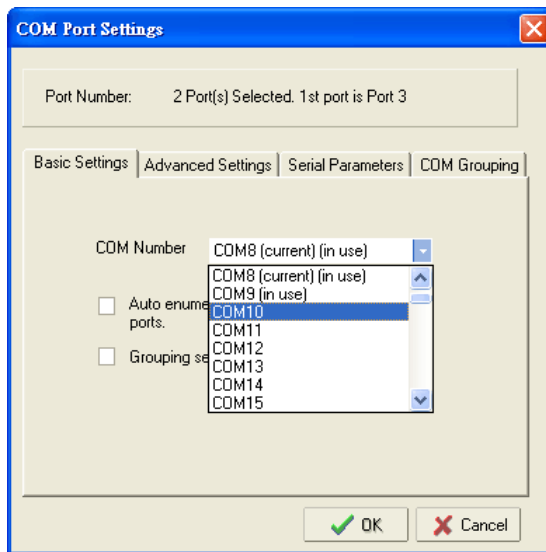 COM Port Settings
Port Number: 2 Port(s) Selected. 1st port is Port 3
Basic Settings Advanced Settings Serial Parameters COM Grouping
COM Number COM8 (current) (in use)
COM8 (current) (in use)
COM9 (in use)
COM10
COM11
COM12
COM13
COM14
COM15
Auto
ports.
Grouping
OK Cancel